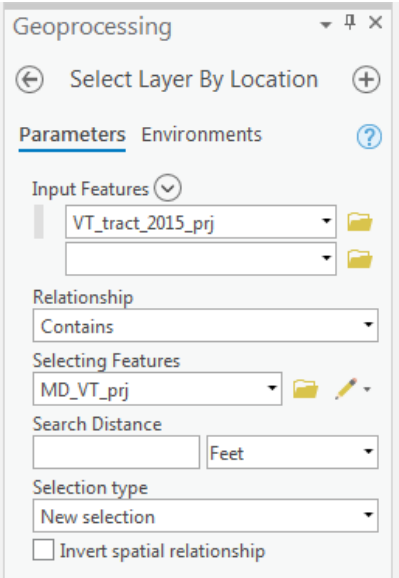 Geoprocessing
Select Layer By Location
Parameters Environments
Input Features
VT_tract_2015_prj
Relationship
Contains
Selecting Features
MD_VT_prj
Search Distance
Feet
Selection type
New selection
Invert spatial relationship